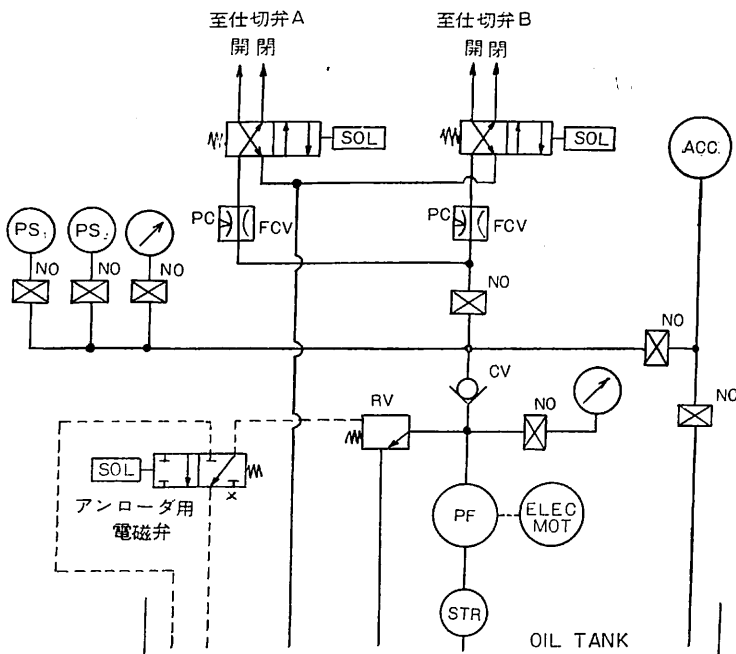 至仕切弁A
開 閉
至仕切弁B
開 閉
SOL
SOL
ACC.
PS₁
PS₂
PC
FCV
PC
FCV
NO
NO
NO
NO
NO
CV
NC
RV
NO
SOL
アンローダ用
電磁弁
PF
ELEC
MOT
STR
OIL TANK